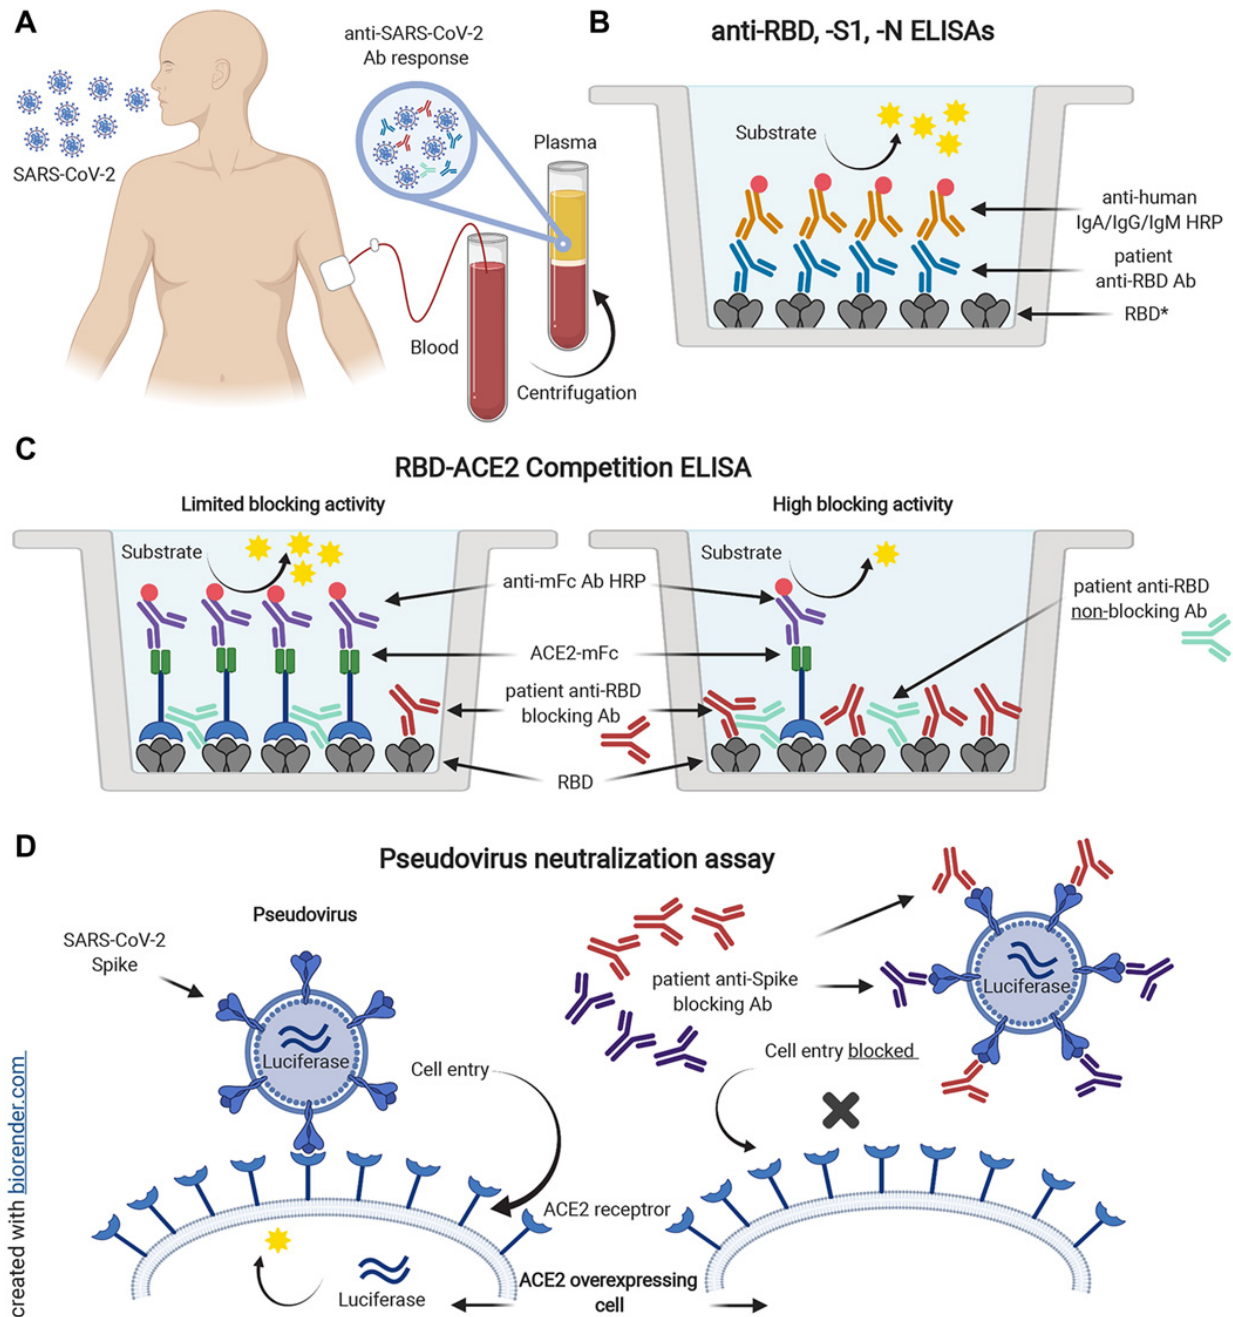 A
anti-SARS-CoV-2
Ab response
SARS-CoV-2
Plasma
Blood
Centrifugation
B
anti-RBD, -S1, -N ELISAs
Substrate
anti-human
IgA/IgG/IgM HRP
patient
anti-RBD Ab
RBD*
C
RBD-ACE2 Competition ELISA
Limited blocking activity
High blocking activity
Substrate
Substrate
anti-mFc Ab HRP
patient anti-RBD
non-blocking Ab
ACE2-mFc
patient anti-RBD
blocking Ab
RBD
D
Pseudovirus neutralization assay
Pseudovirus
SARS-CoV-2
Spike
Luciferase
Cell entry
patient anti-Spike
blocking Ab
Luciferase
Cell entry blocked
ACE2 receptror
Luciferase
ACE2 overexpressing
cell
created with biorender.com